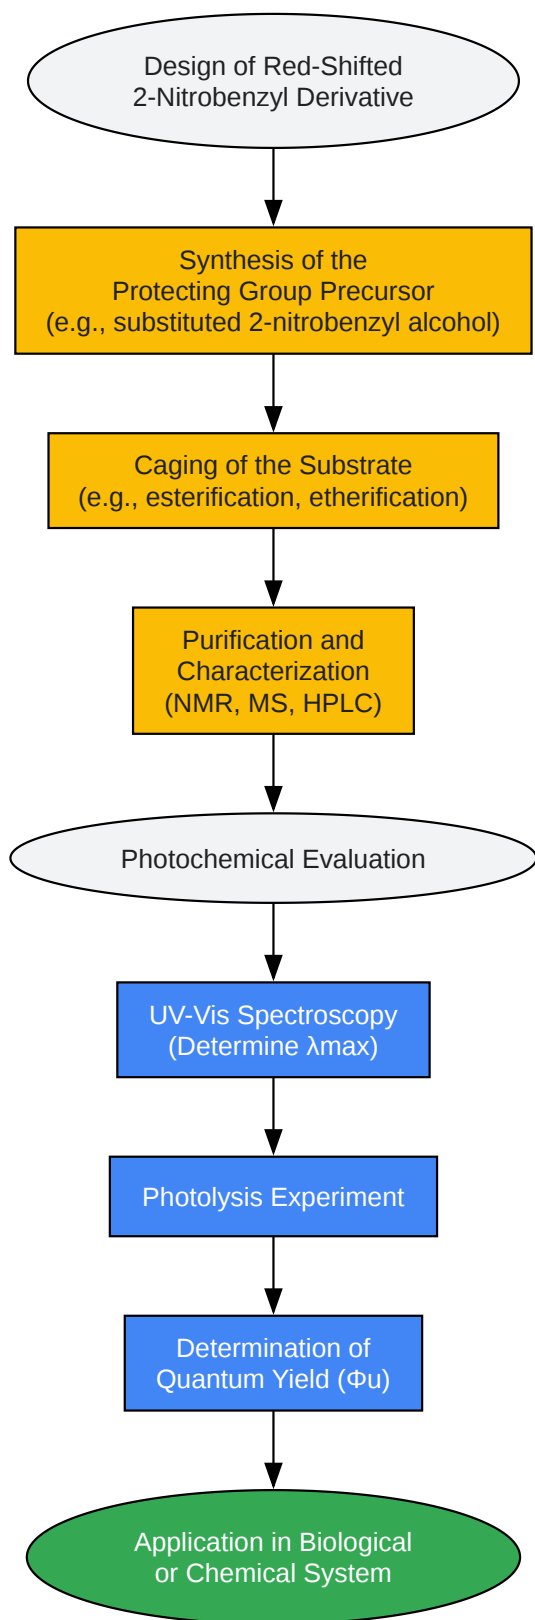 Design of Red-Shifted
2-Nitrobenzyl Derivative
Synthesis of the
Protecting Group Precursor
(e.g., substituted 2-nitrobenzyl alcohol)
Caging of the Substrate
(e.g., esterification, etherification)
Purification and
Characterization
(NMR, MS, HPLC)
Photochemical Evaluation
UV-Vis Spectroscopy
(Determine λmax)
Photolysis Experiment
Determination of
Quantum Yield (Φu)
Application in Biological
or Chemical System